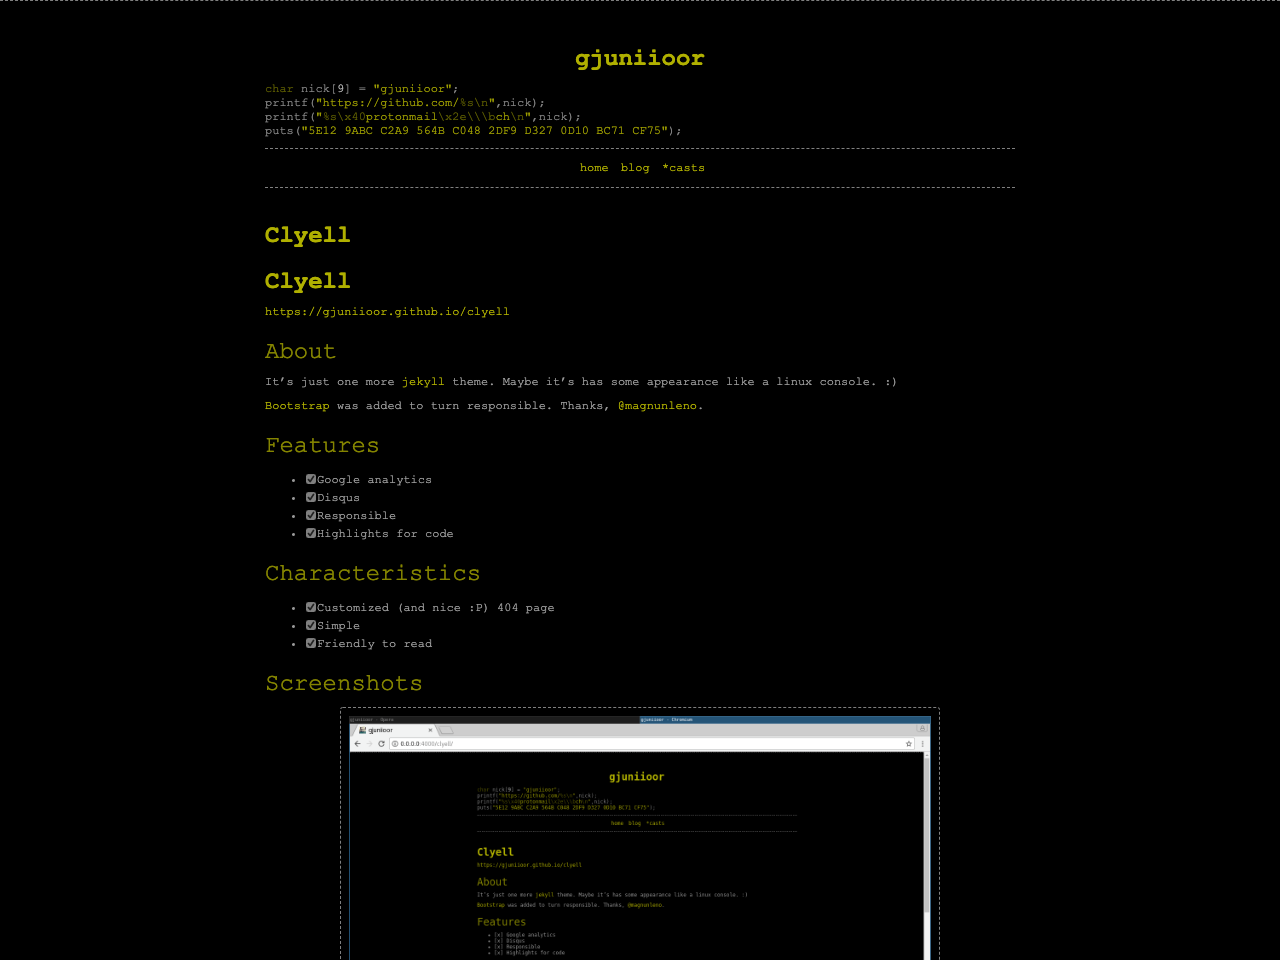 gjuniioor
char nick[9] = "gjuniioor";
printf("https://github.com/%s\n",nick);
printf("%s\x40protonmail\x2e\\\bch\n",nick);
puts("5E12 9ABC C2A9 564B C048 2DF9 D327 0D10 BC71 CF75");
home blog *casts
Clyell
Clyell
https://gjuniioor.github.io/clyell
About
It’s just one more jekyll theme. Maybe it’s has some appearance like a linux console. :)
Bootstrap was added to turn responsible. Thanks, @magnunleno.
Features
Google analytics
Disqus
Responsible
Highlights for code
Characteristics
Customized (and nice :P) 404 page
Simple
Friendly to read
Screenshots
gjuniioor - Opera
gjuniioor - Chromium
gjuniioor
0.0.0.0:4000/clyell/
gjuniioor
char nick[9] = "gjuniioor";
printf("https://github.com/%s\n",nick);
printf("%s\x40protonmail\x2e\\\bch\n",nick);
puts("5E12 9ABC C2A9 564B C048 2DF9 D327 0D10 BC71 CF75");
home blog *casts
Clyell
https://gjuniioor.github.io/clyell
About
It's just one more jekyll theme. Maybe it's has some appearance like a linux console. :)
Bootstrap was added to turn responsible. Thanks, @magnunleno.
Features
[x] Google analytics
[x] Disqus
[x] Responsible
[x] Highlights for code